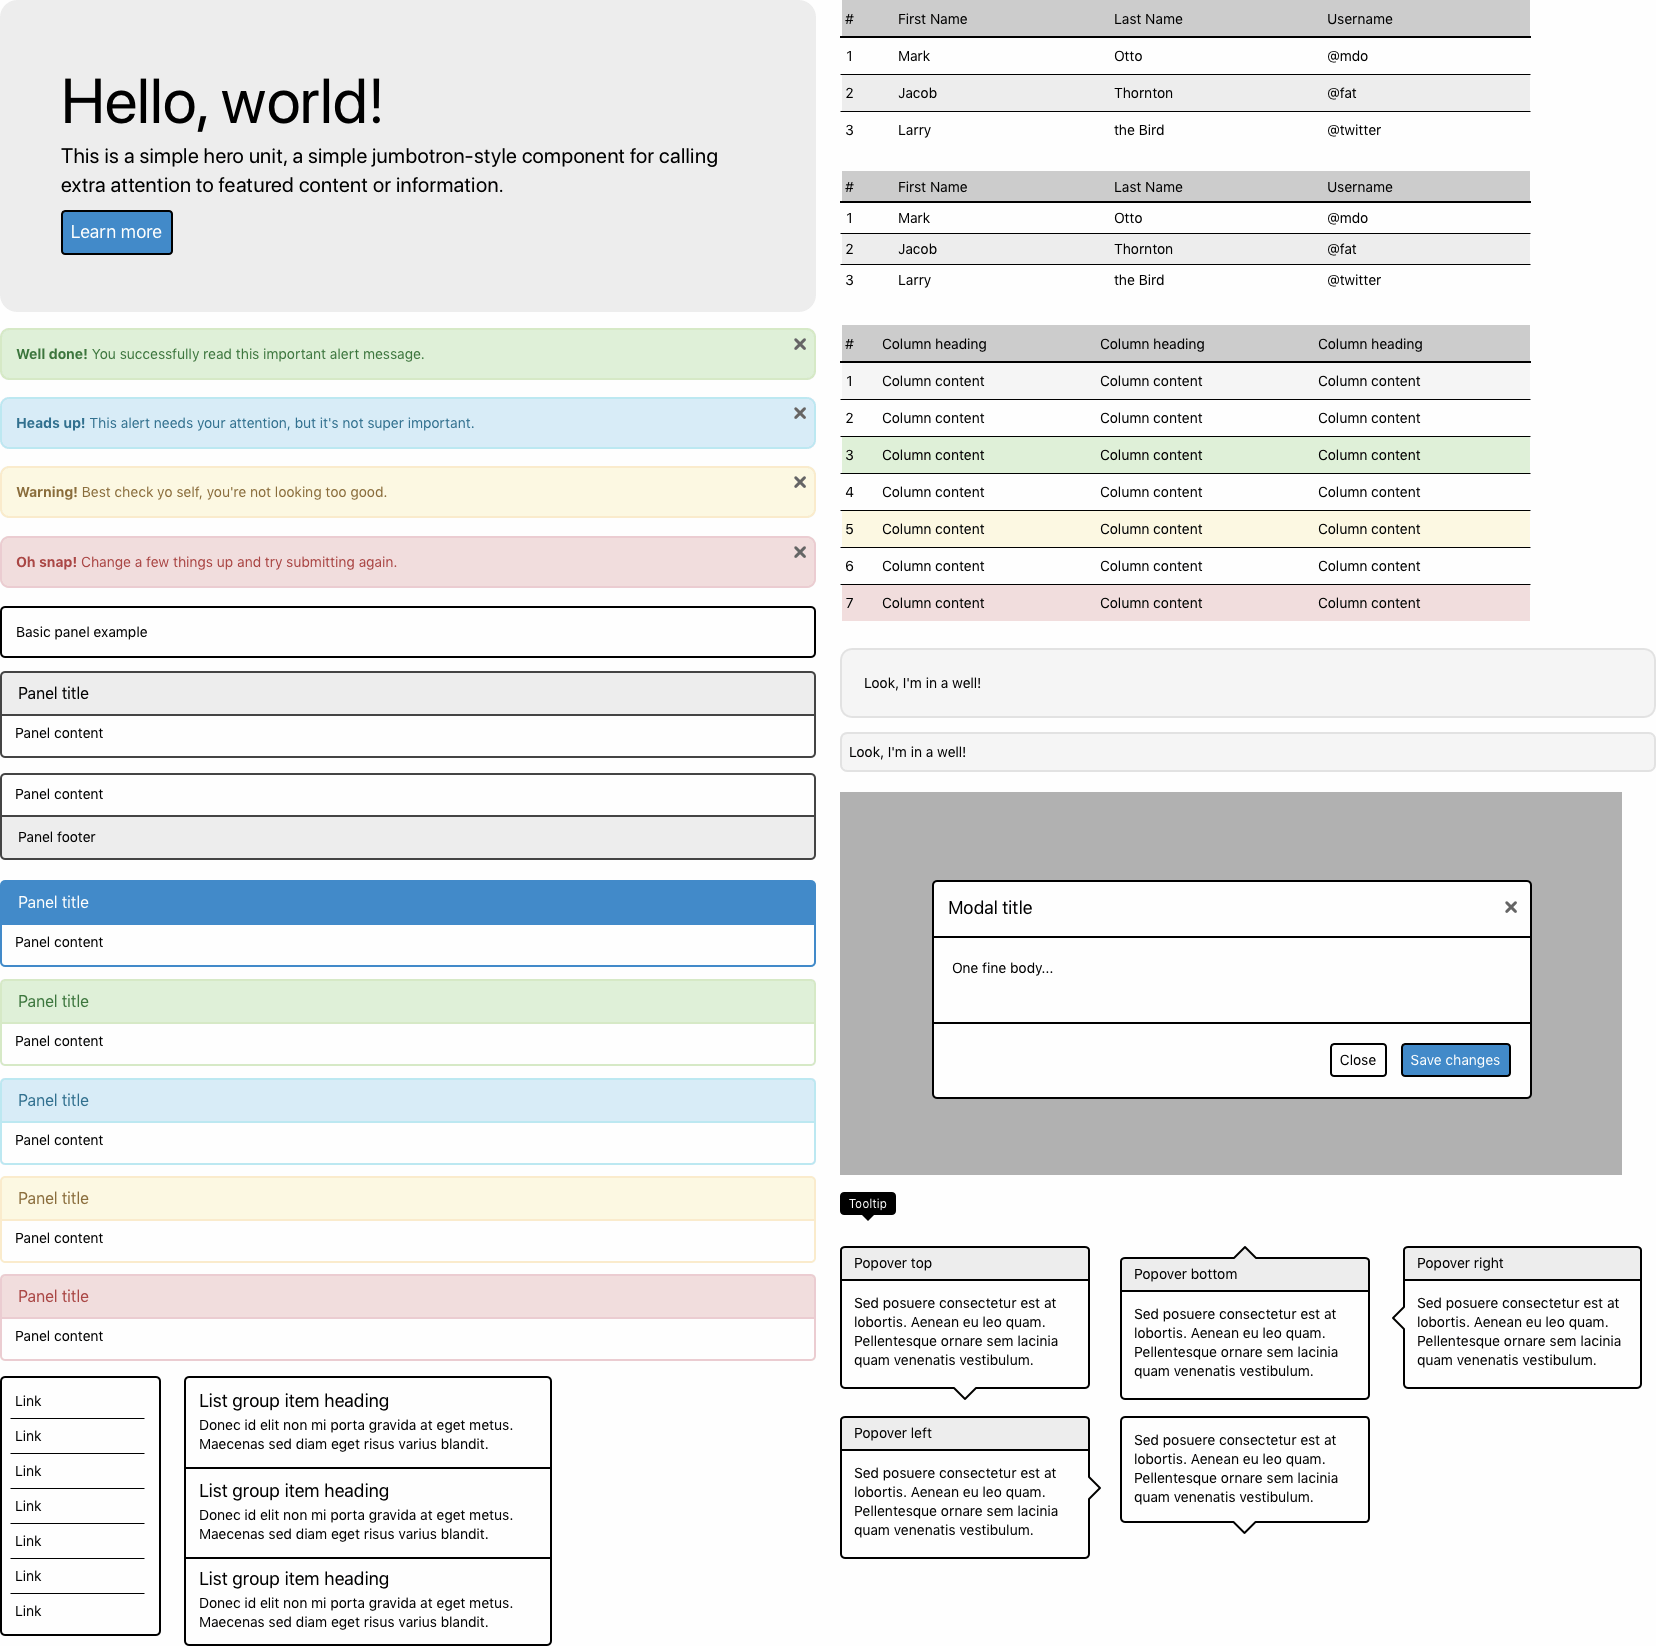 Hello, world!
This is a simple hero unit, a simple jumbotron-style component for calling
extra attention to featured content or information.
Learn more
Well done! You successfully read this important alert message.
Heads up! This alert needs your attention, but it's not super important.
Warning! Best check yo self, you're not looking too good.
Oh snap! Change a few things up and try submitting again.
Basic panel example
Panel title
Panel content
Panel content
Panel footer
Panel title
Panel content
Panel title
Panel content
Panel title
Panel content
Panel title
Panel content
Panel title
Panel content
Link
Link
Link
Link
Link
Link
Link
List group item heading
Donec id elit non mi porta gravida at eget metus.
Maecenas sed diam eget risus varius blandit.
List group item heading
Donec id elit non mi porta gravida at eget metus.
Maecenas sed diam eget risus varius blandit.
List group item heading
Donec id elit non mi porta gravida at eget metus.
Maecenas sed diam eget risus varius blandit.
# First Name Last Name Username
1 Mark Otto @mdo
2 Jacob Thornton @fat
3 Larry the Bird @twitter
# First Name Last Name Username
1 Mark Otto @mdo
2 Jacob Thornton @fat
3 Larry the Bird @twitter
# Column heading Column heading Column heading
1 Column content Column content Column content
2 Column content Column content Column content
3 Column content Column content Column content
4 Column content Column content Column content
5 Column content Column content Column content
6 Column content Column content Column content
7 Column content Column content Column content
Look, I'm in a well!
Look, I'm in a well!
Modal title
One fine body...
Close Save changes
Tooltip
Popover top
Sed posuere consectetur est at
lobortis. Aenean eu leo quam.
Pellentesque ornare sem lacinia
quam venenatis vestibulum.
Popover bottom
Sed posuere consectetur est at
lobortis. Aenean eu leo quam.
Pellentesque ornare sem lacinia
quam venenatis vestibulum.
Popover right
Sed posuere consectetur est at
lobortis. Aenean eu leo quam.
Pellentesque ornare sem lacinia
quam venenatis vestibulum.
Popover left
Sed posuere consectetur est at
lobortis. Aenean eu leo quam.
Pellentesque ornare sem lacinia
quam venenatis vestibulum.
Sed posuere consectetur est at
lobortis. Aenean eu leo quam.
Pellentesque ornare sem lacinia
quam venenatis vestibulum.